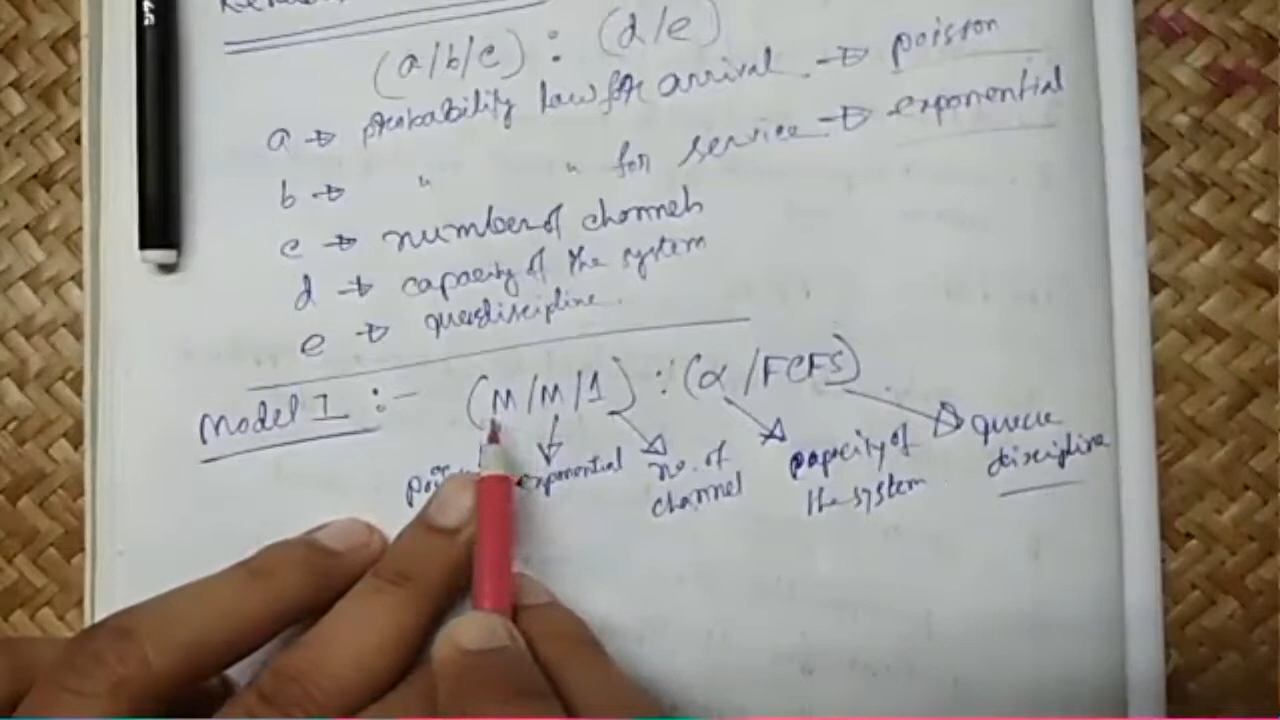 (a/b/c) : (d/e)
a → probability law for arrival → poisson
b → " " for service → exponential
c → number of channels
d → capacity of the system
e → discipline.
Model I :- (M/M/1) : (α/FCFS)
exponential no. of channel capacity of the system queue discipline